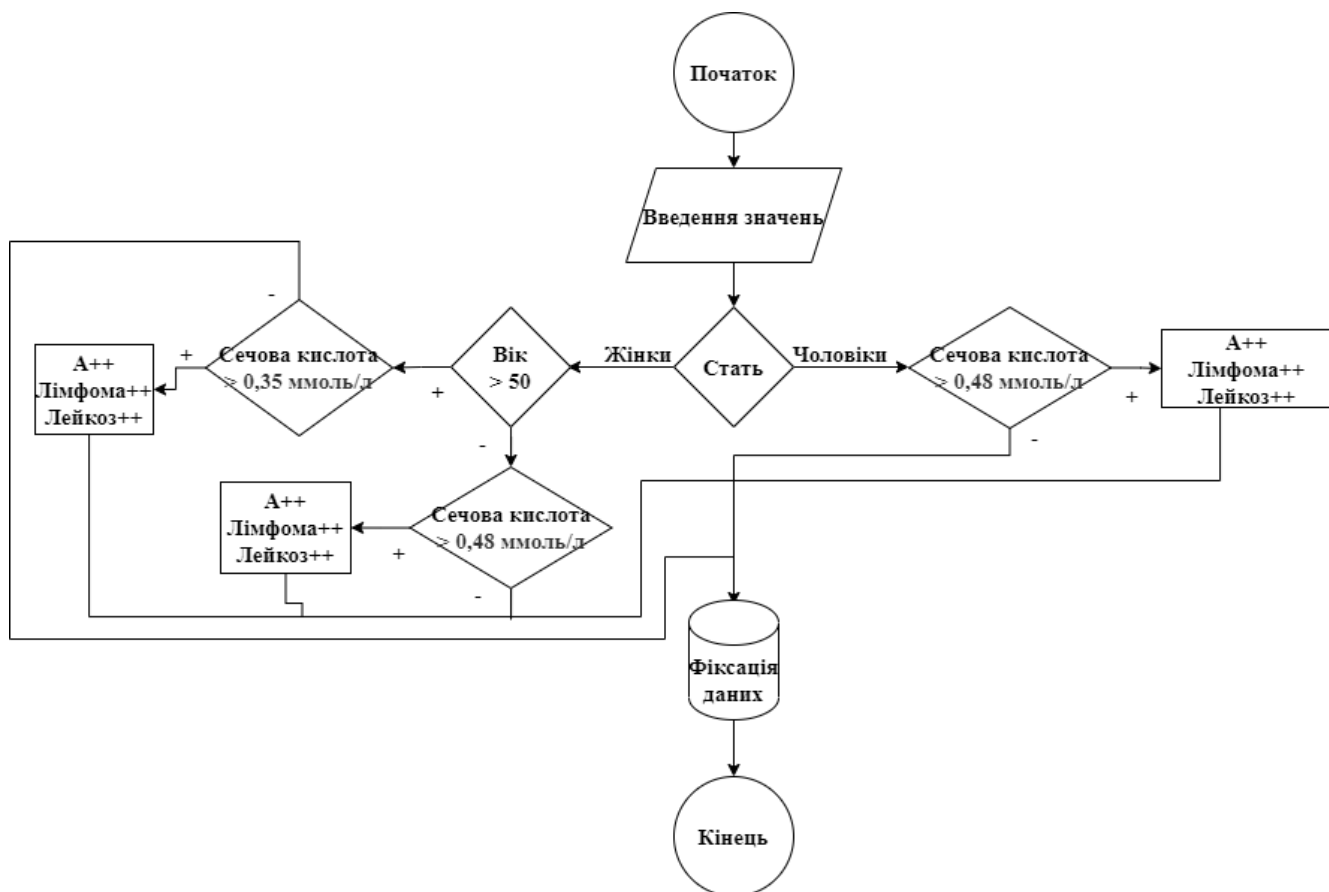 Початок
Введення значень
-
Сечова кислота
> 0,35 ммоль/л
+
А++
Лімфома++
Лейкоз++
Вік
> 50
+
-
Жінки
Стать
Чоловіки
Сечова кислота
> 0,48 ммоль/л
+
-
А++
Лімфома++
Лейкоз++
А++
Лімфома++
Лейкоз++
+
Сечова кислота
> 0,48 ммоль/л
-
Фіксація
даних
Кінець